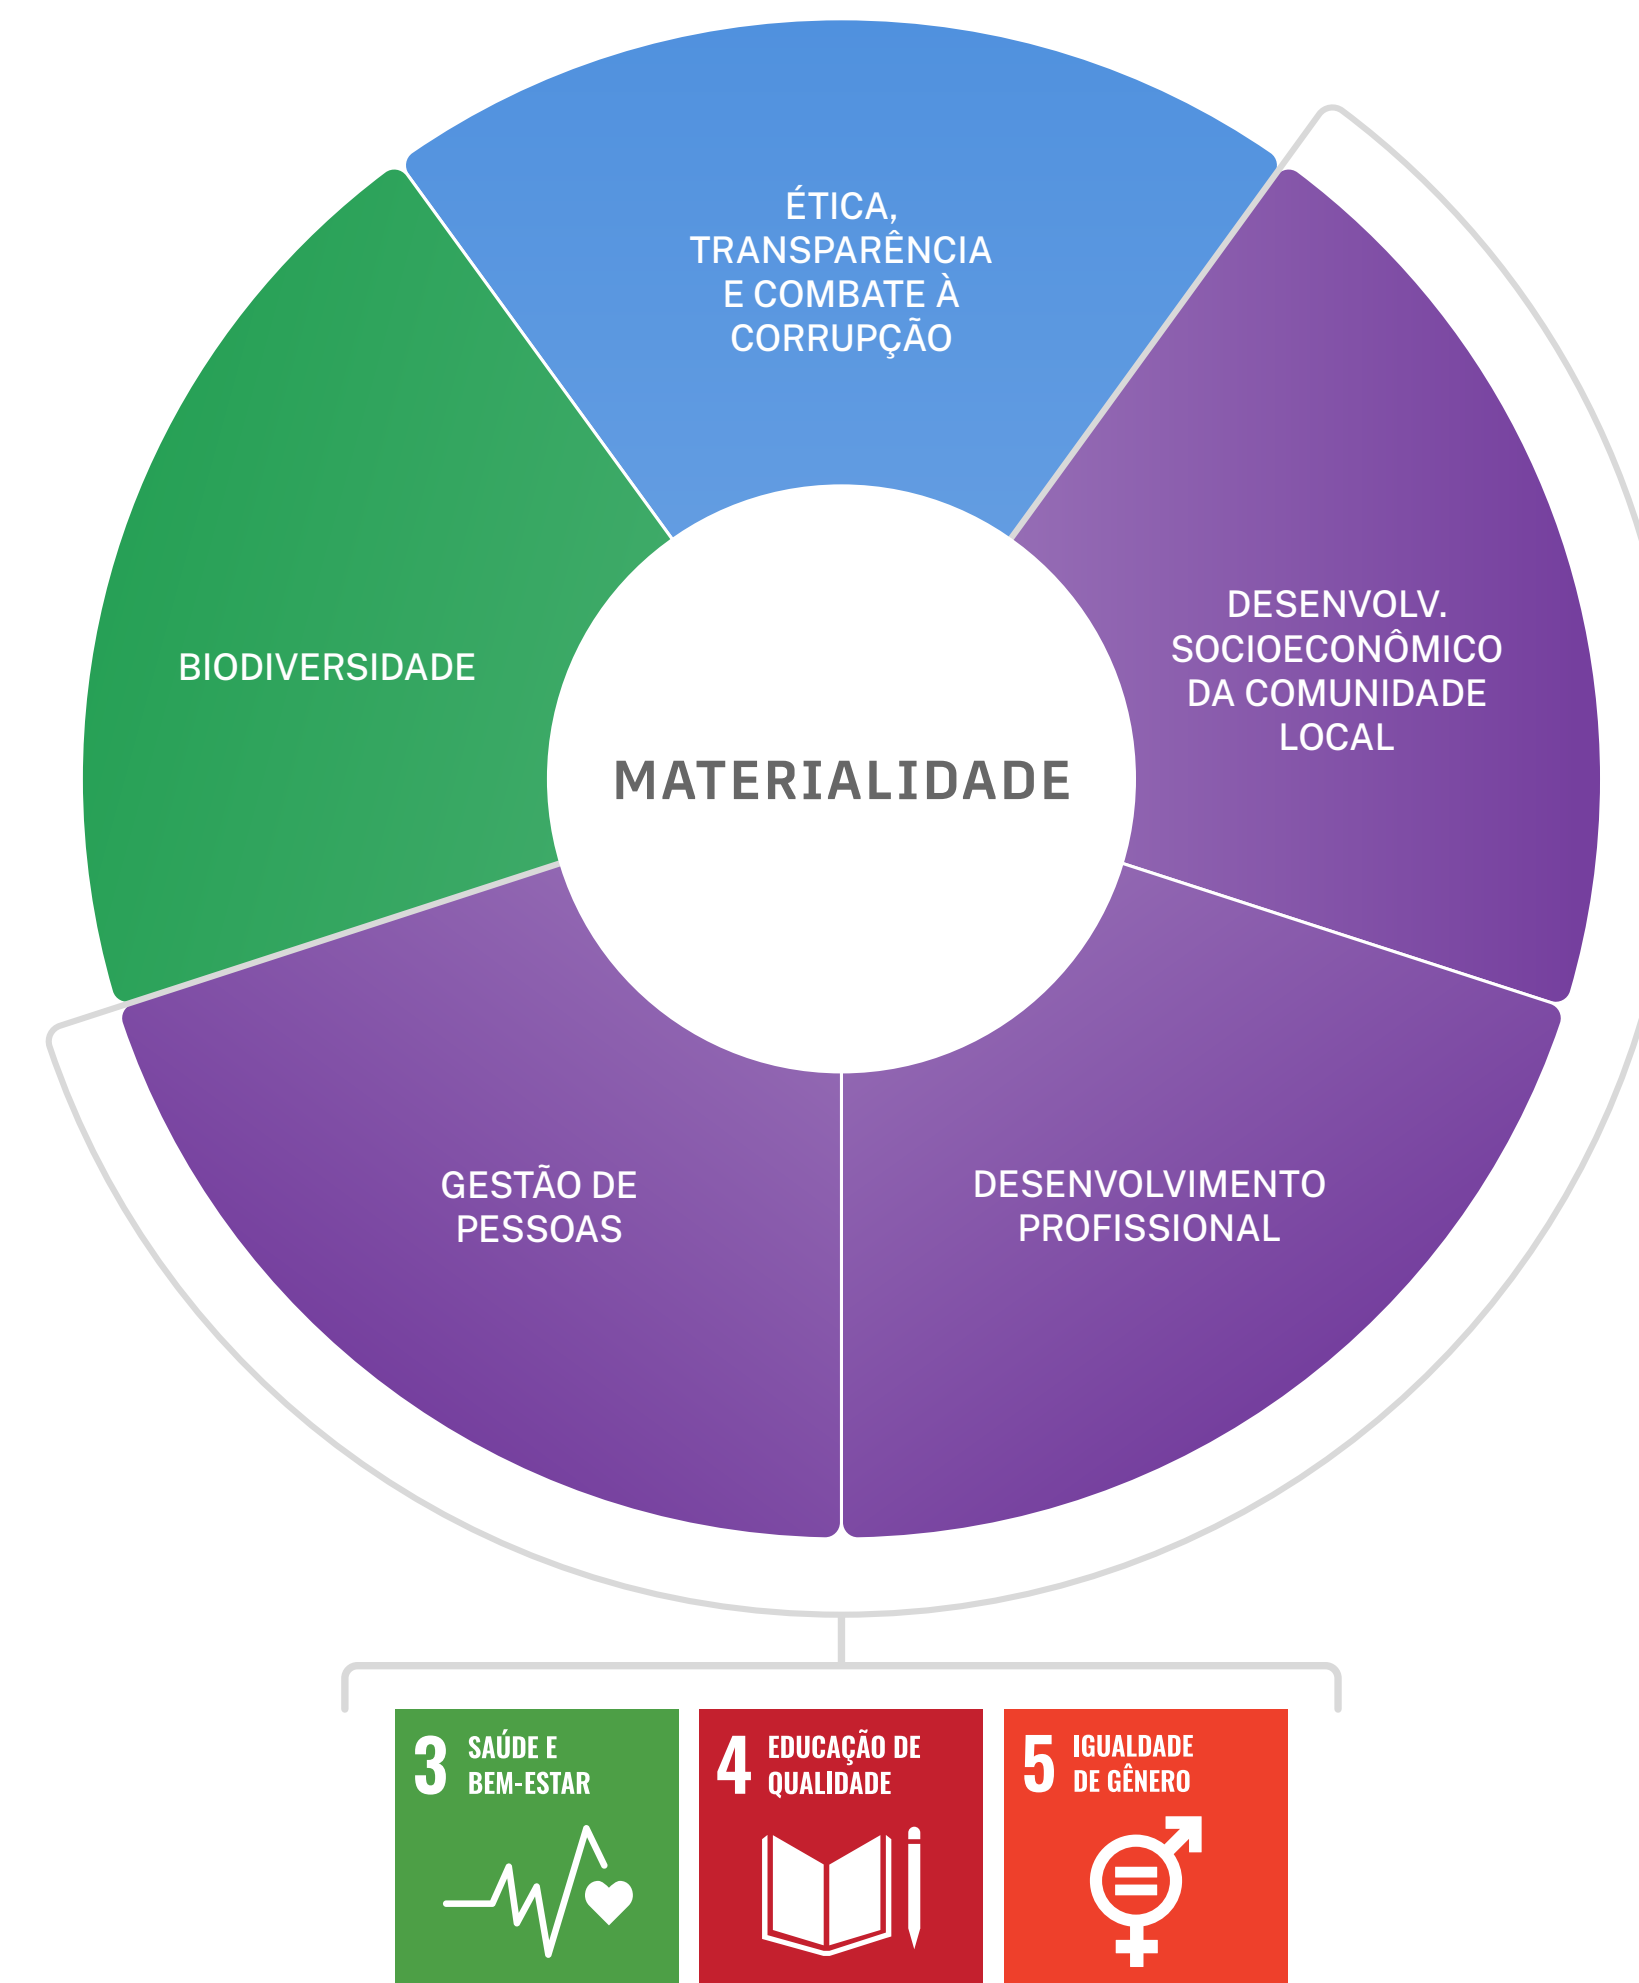 ÉTICA,
TRANSPARÊNCIA
E COMBATE À
CORRUPÇÃO
DESENVOLV.
SOCIOECONÔMICO
DA COMUNIDADE
LOCAL
BIODIVERSIDADE
MATERIALIDADE
GESTÃO DE
PESSOAS
DESENVOLVIMENTO
PROFISSIONAL
3 SAÚDE E
BEM-ESTAR
4 EDUCAÇÃO DE
QUALIDADE
5 IGUALDADE
DE GÊNERO